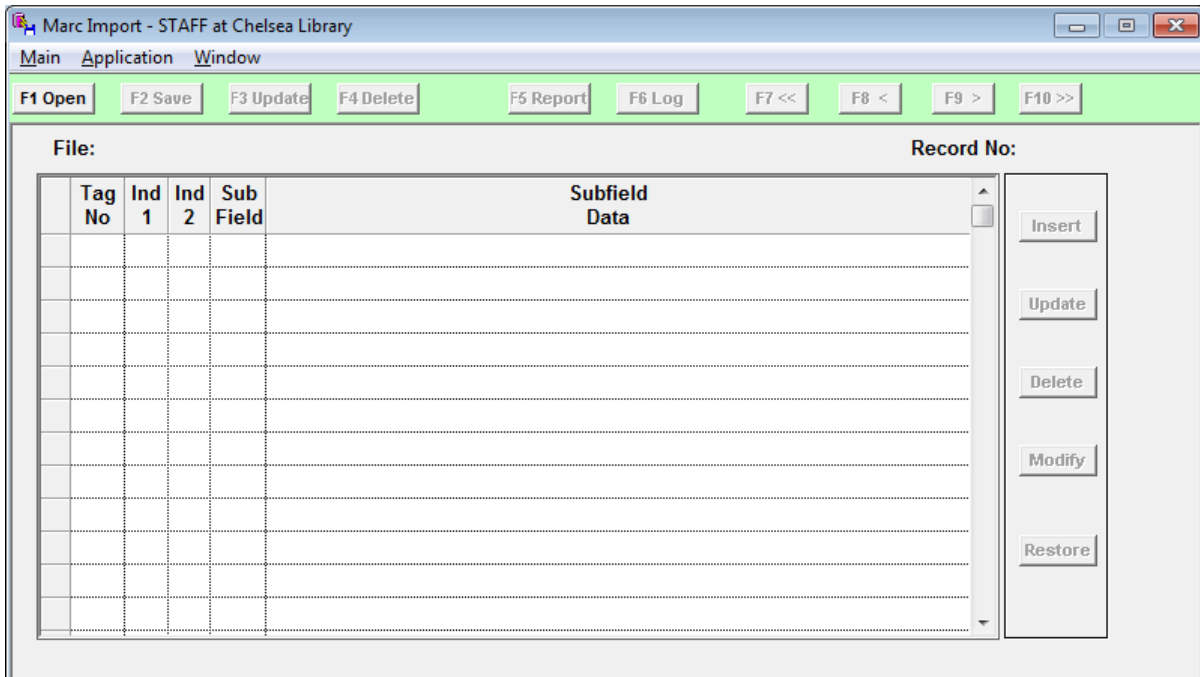 Marc Import - STAFF at Chelsea Library
Main Application Window
F1 Open F2 Save F3 Update F4 Delete F5 Report F6 Log F7 << F8 < F9 > F10 >>
File: Record No:
Tag Ind Ind Sub Subfield
No 1 2 Field Data
Insert
Update
Delete
Modify
Restore